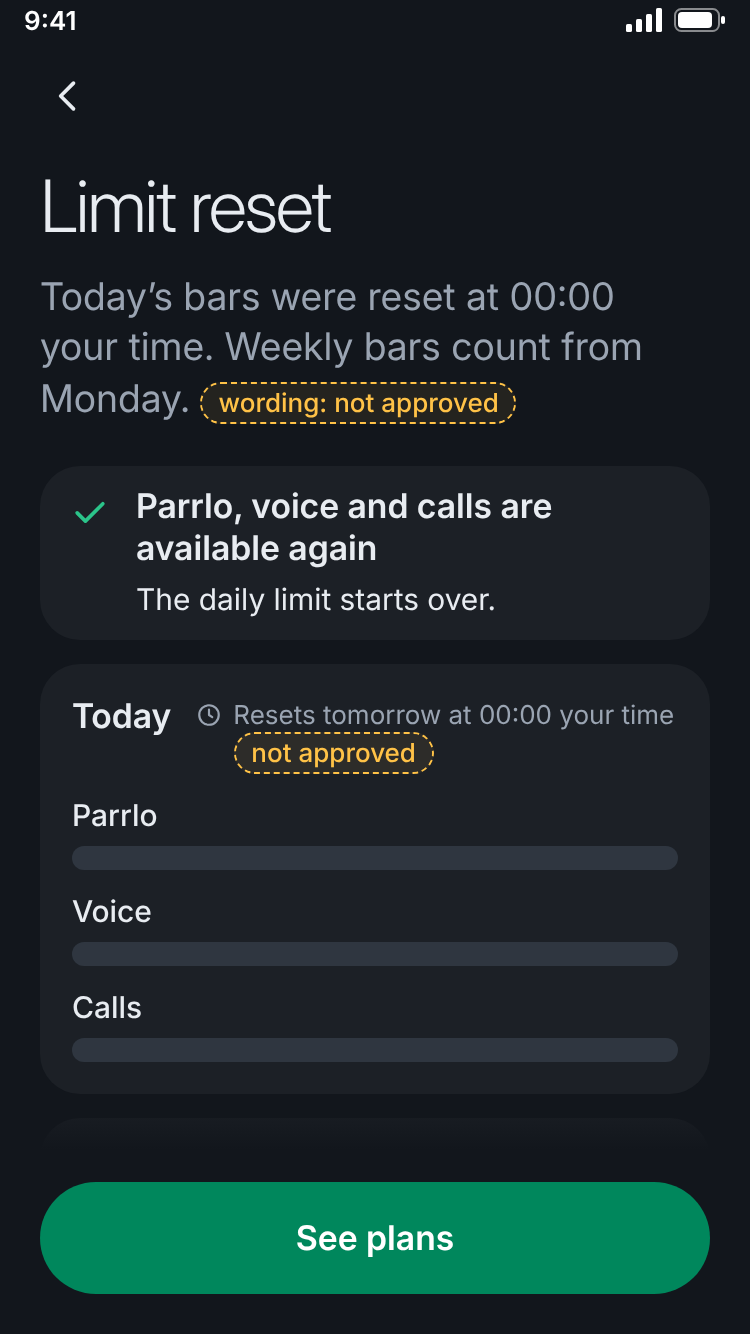 9:41
Limit reset
Today’s bars were reset at 00:00
your time. Weekly bars count from
Monday. wording: not approved
Parrlo, voice and calls are
available again
The daily limit starts over.
Today Resets tomorrow at 00:00 your time
not approved
Parrlo
Voice
Calls
See plans